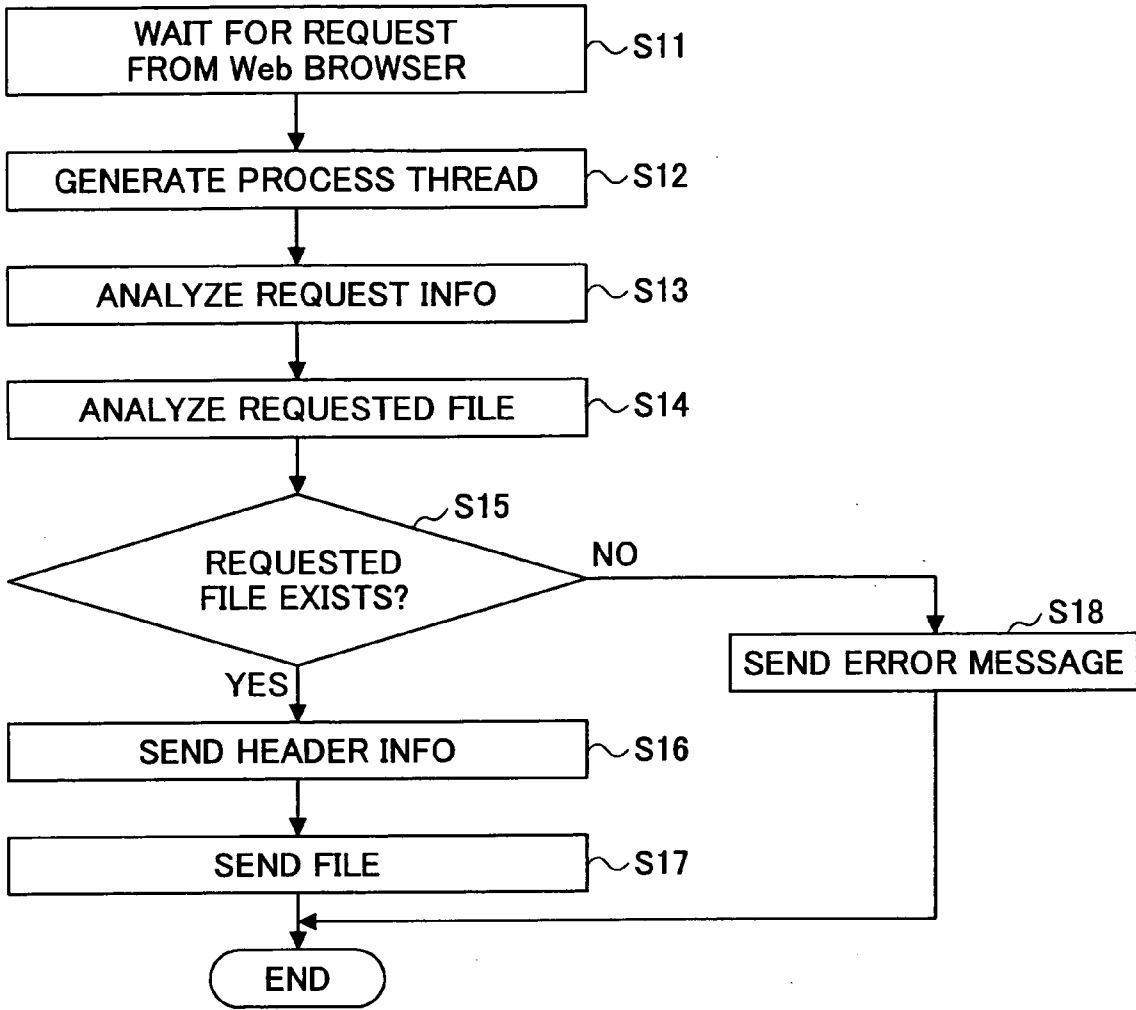 WAIT FOR REQUEST
FROM Web BROWSER
S11
GENERATE PROCESS THREAD
S12
ANALYZE REQUEST INFO
S13
ANALYZE REQUESTED FILE
S14
S15
REQUESTED
FILE EXISTS?
NO
S18
SEND ERROR MESSAGE
YES
SEND HEADER INFO
S16
SEND FILE
S17
END